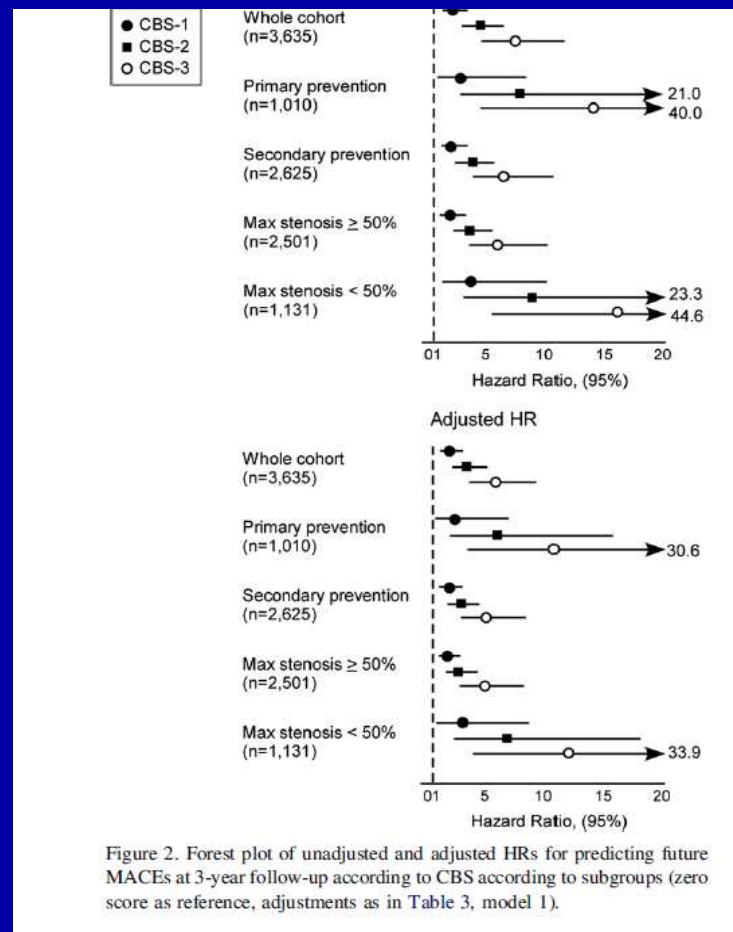 CBS-1
CBS-2
CBS-3
Whole cohort
(n=3,635)
Primary prevention
(n=1,010)
21.0
40.0
Secondary prevention
(n=2,625)
Max stenosis ≥ 50%
(n=2,501)
Max stenosis < 50%
(n=1,131)
23.3
44.6
01 5 10 15 20
Hazard Ratio, (95%)
Adjusted HR
Whole cohort
(n=3,635)
Primary prevention
(n=1,010)
30.6
Secondary prevention
(n=2,625)
Max stenosis ≥ 50%
(n=2,501)
Max stenosis < 50%
(n=1,131)
33.9
01 5 10 15 20
Hazard Ratio, (95%)
Figure 2. Forest plot of unadjusted and adjusted HRs for predicting future
MACEs at 3-year follow-up according to CBS according to subgroups (zero
score as reference, adjustments as in Table 3, model 1).